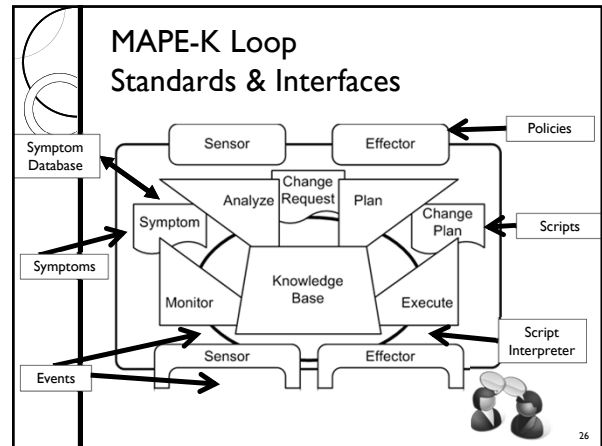 MAPE-K Loop
Standards & Interfaces
Sensor
Effector
Policies
Symptom
Database
Analyze
Change
Request
Plan
Symptom
Change
Plan
Scripts
Symptoms
Knowledge
Base
Monitor
Execute
Script
Interpreter
Sensor
Effector
Events
26